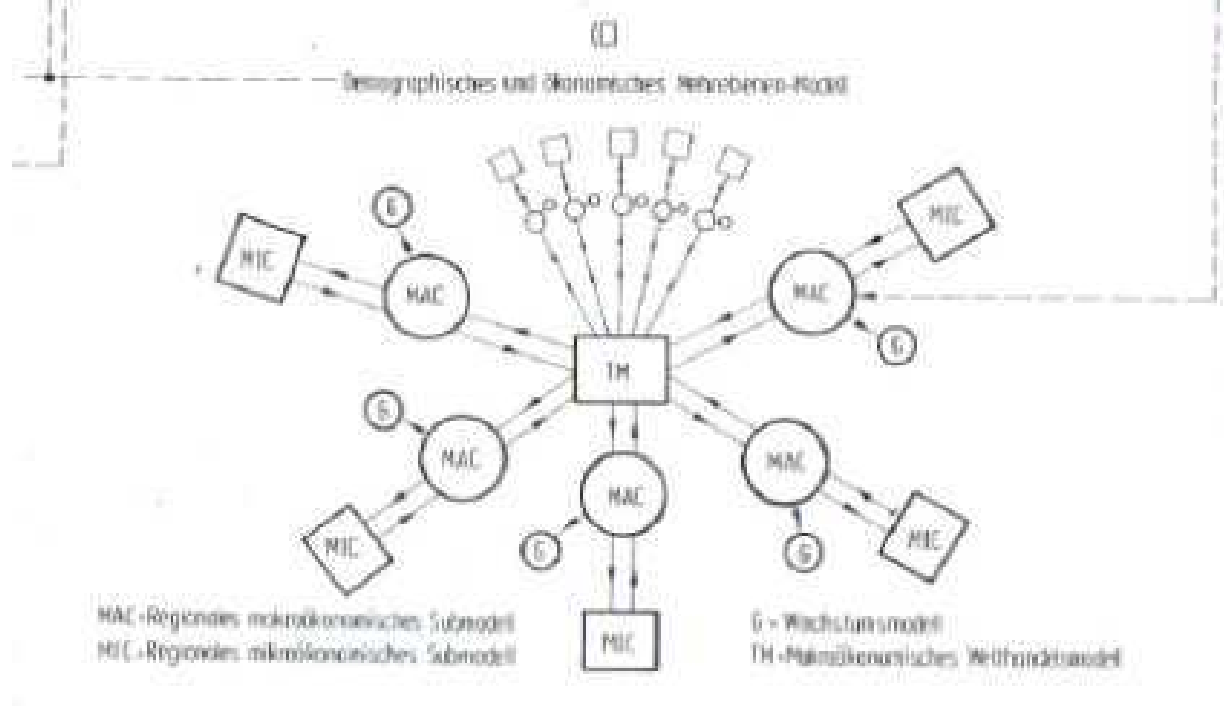 Demographisches und ökonomisches Mehrebenen-Modell
G
MIC
MAC
MAC
MIC
G
TM
G
MAC
MAC
MAC
G
G
MIC
MIC
MIC
MAC=Regionales makroökonomisches Submodell
MIC=Regionales mikroökonomisches Submodell
G = Wachstumsmodell
TM=Makroökonomisches Welthandelsmodell